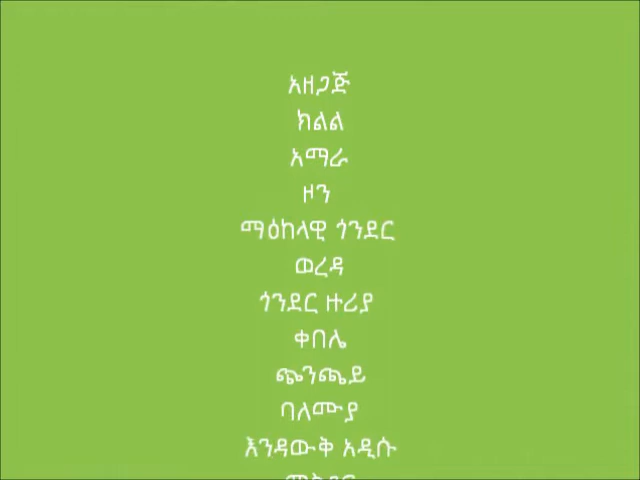 አዘጋጅ
ክልል
አማራ
ዞን
ማዕከላዊ ጎንደር
ወረዳ
ጎንደር ዙሪያ
ቀበሌ
ጭንጫይ
ባለሙያ
እንዳውቅ አዲሱ